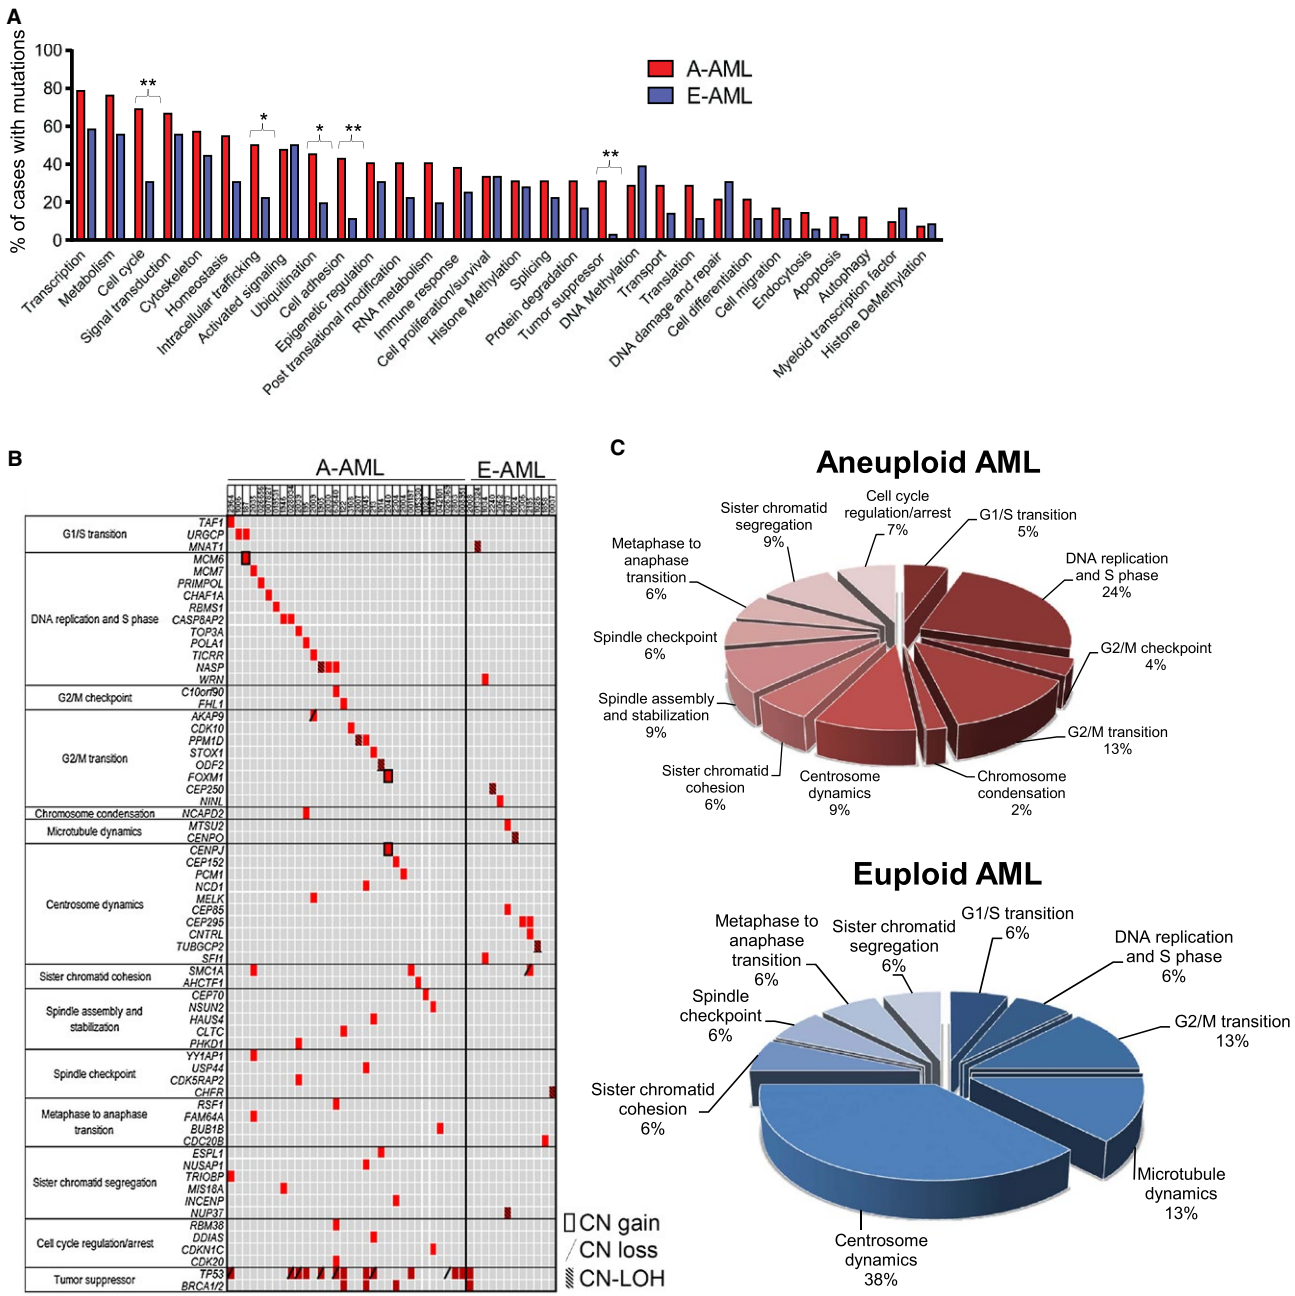 A
% of cases with mutations
100
80
60
40
20
0
** * * ** **
A-AML
E-AML
Transcription
Metabolism
Cell cycle
Signal transduction
Cytoskeleton
Homeostasis
Intracellular trafficking
Activated signaling
Ubiquitination
Cell adhesion
Epigenetic regulation
Post translational modification
RNA metabolism
Immune response
Cell proliferation/survival
Histone Methylation
Splicing
Protein degradation
Tumor suppressor
DNA Methylation
Transport
Translation
DNA damage and repair
Cell differentiation
Cell migration
Endocytosis
Apoptosis
Autophagy
Myeloid transcription factor
Histone DeMethylation
B
A-AML
E-AML
G1/S transition
TAF1
URGCP
MNAT1
DNA replication and S phase
MCM6
MCM7
PRIMPOL
CHAF1A
RBMS1
CASP8AP2
TOP3A
POLA1
TICRR
NASP
WRN
G2/M checkpoint
C10orf90
FHL1
G2/M transition
AKAP9
CDK10
PPM1D
STOX1
ODF2
FOXM1
CEP250
NINL
Chromosome condensation
NCAPD2
Microtubule dynamics
MTSU2
CENPO
Centrosome dynamics
CENPJ
CEP152
PCM1
NCD1
MELK
CEP85
CEP295
CNTRL
TUBGCP2
SFI1
Sister chromatid cohesion
SMC1A
AHCTF1
Spindle assembly and
stabilization
CEP70
NSUN2
HAUS4
CLTC
PHKD1
Spindle checkpoint
YY1AP1
USP44
CDK5RAP2
CHFR
Metaphase to anaphase
transition
RSF1
FAM64A
BUB1B
CDC20B
Sister chromatid segregation
ESPL1
NUSAP1
TRIOBP
MIS18A
INCENP
NUP37
Cell cycle regulation/arrest
RBM38
DDIAS
CDKN1C
CDK20
Tumor suppressor
TP53
BRCA1/2
CN gain
CN loss
CN-LOH
C
Aneuploid AML
Cell cycle
regulation/arrest
7%
G1/S transition
5%
DNA replication
and S phase
24%
G2/M checkpoint
4%
G2/M transition
13%
Chromosome
condensation
2%
Centrosome
dynamics
9%
Sister chromatid
cohesion
6%
Spindle assembly
and stabilization
9%
Spindle checkpoint
6%
Metaphase to
anaphase
transition
6%
Sister chromatid
segregation
9%
Euploid AML
G1/S transition
6%
DNA replication
and S phase
6%
G2/M transition
13%
Microtubule
dynamics
13%
Centrosome
dynamics
38%
Sister chromatid
cohesion
6%
Spindle
checkpoint
6%
Metaphase to
anaphase
transition
6%
Sister chromatid
segregation
6%